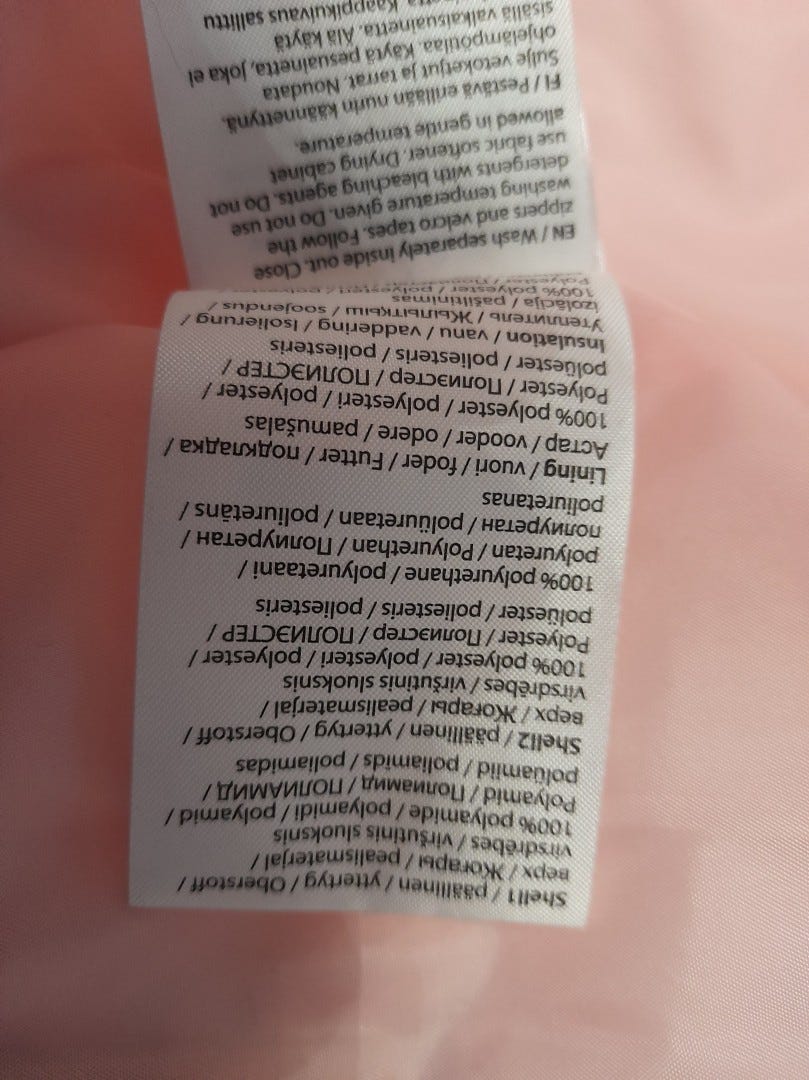 Shell1 / päällinen / yttertyg / Oberstoff /
верх / Жоғары / pealismaterjal /
virsdrēbes / viršutinis sluoksnis
100% polyamide / polyamidi / polyamid /
Polyamid / Полиамид / ПОЛИАМИД /
polüamiid / poliamīds / poliamidas
Shell2 / päällinen / yttertyg / Oberstoff /
верх / Жоғары / pealismaterjal /
virsdrēbes / viršutinis sluoksnis
100% polyester / polyesteri / polyester /
Polyester / Полиэстер / ПОЛИЭСТЕР /
polüester / poliesteris / poliesteris
100% polyurethane / polyuretaani /
polyuretan / Polyurethan / Полиуретан /
полиуретан / polüuretaan / poliuretāns /
poliuretanas
Lining / vuori / foder / Futter / подкладка /
Астар / vooder / odere / pamušalas
100% polyester / polyesteri / polyester /
Polyester / Полиэстер / ПОЛИЭСТЕР /
polüester / poliesteris / poliesteris
Insulation / vanu / vaddering / Isolierung /
Утеплитель / Жылытқыш / soojendus /
izolācija / pašiltinimas
100% polyester / polyesteri / polyester /
EN / Wash separately inside out. Close
zippers and velcro tapes. Follow the
washing temperature given. Do not use
detergents with bleaching agents. Do not
use fabric softener. Drying cabinet
allowed in gentle temperature.
FI / Pestävä erillään nurin käännettynä.
Sulje vetoketjut ja tarrat. Noudata
ohjelämpötilaa. Käytä pesuainetta, joka ei
sisällä valkaisuainetta. Älä käytä
Kaappikuivaus sallittu